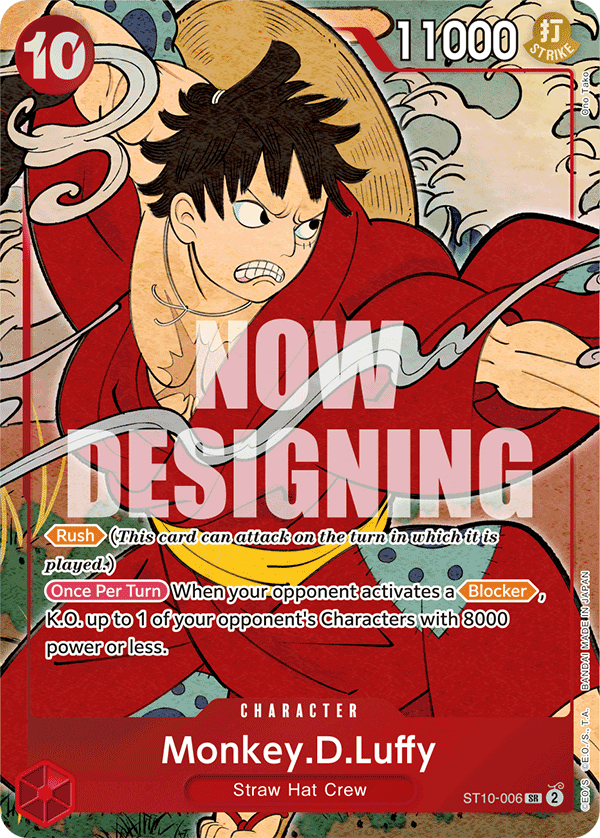 10
11000
打
STRIKE
©no Takov
NOW
DESIGNING
Rush (This card can attack on the turn in which it is
played.)
Once Per Turn When your opponent activates a Blocker,
K.O. up to 1 of your opponent's Characters with 8000
power or less.
CHARACTER
Monkey.D.Luffy
Straw Hat Crew
ST10-006 SR 2
©E.O/S. ©E.O./S.,T.A. BANDAI MADE IN JAPAN